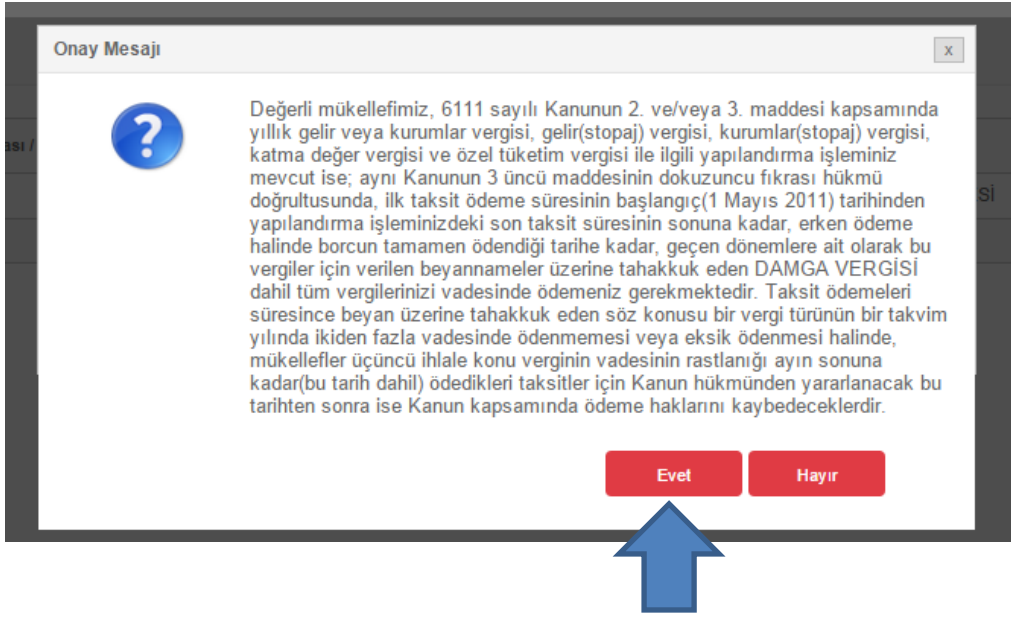 Onay Mesajı
x
Değerli mükellefimiz, 6111 sayılı Kanunun 2. ve/veya 3. maddesi kapsamında
yıllık gelir veya kurumlar vergisi, gelir(stopaj) vergisi, kurumlar(stopaj) vergisi,
katma değer vergisi ve özel tüketim vergisi ile ilgili yapılandırma işleminiz
mevcut ise; aynı Kanunun 3 üncü maddesinin dokuzuncu fıkrası hükmü
doğrultusunda, ilk taksit ödeme süresinin başlangıç(1 Mayıs 2011) tarihinden
yapılandırma işleminizdeki son taksit süresinin sonuna kadar, erken ödeme
halinde borcun tamamen ödendiği tarihe kadar, geçen dönemlere ait olarak bu
vergiler için verilen beyannameler üzerine tahakkuk eden DAMGA VERGİSİ
dahil tüm vergilerinizi vadesinde ödemeniz gerekmektedir. Taksit ödemeleri
süresince beyan üzerine tahakkuk eden söz konusu bir vergi türünün bir takvim
yılında ikiden fazla vadesinde ödenmemesi veya eksik ödenmesi halinde,
mükellefler üçüncü ihlale konu verginin vadesinin rastlanığı ayın sonuna
kadar(bu tarih dahil) ödedikleri taksitler için Kanun hükmünden yararlanacak bu
tarihten sonra ise Kanun kapsamında ödeme haklarını kaybedeceklerdir.
ası /
Sİ
Evet Hayır